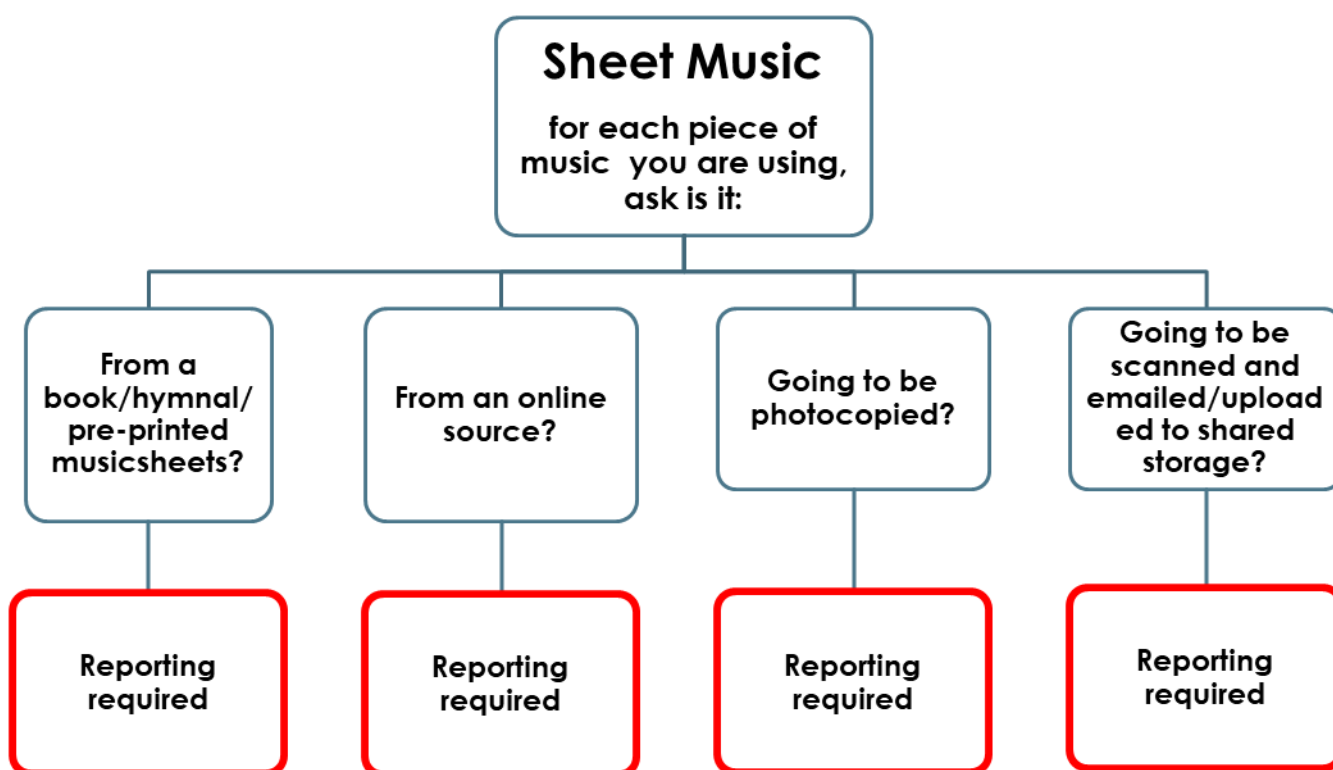 Sheet Music
for each piece of
music you are using,
ask is it:
From a
book/hymnal/
pre-printed
musicsheets?
From an online
source?
Going to be
photocopied?
Going to be
scanned and
emailed/upload
ed to shared
storage?
Reporting
required
Reporting
required
Reporting
required
Reporting
required